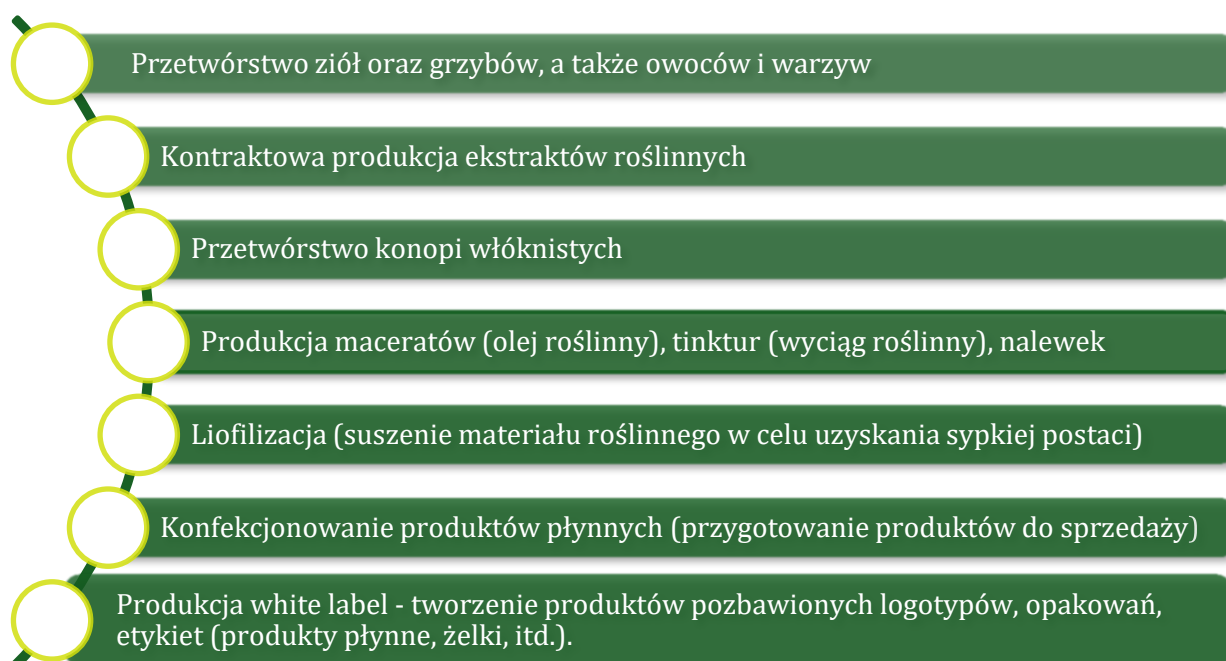 Przetwórstwo ziół oraz grzybów, a także owoców i warzyw
Kontraktowa produkcja ekstraktów roślinnych
Przetwórstwo konopi włóknistych
Produkcja maceratów (olej roślinny), tinktur (wyciąg roślinny), nalewek
Liofilizacja (suszenie materiału roślinnego w celu uzyskania sypkiej postaci)
Konfekcjonowanie produktów płynnych (przygotowanie produktów do sprzedaży)
Produkcja white label - tworzenie produktów pozbawionych logotypów, opakowań,
etykiet (produkty płynne, żelki, itd.).